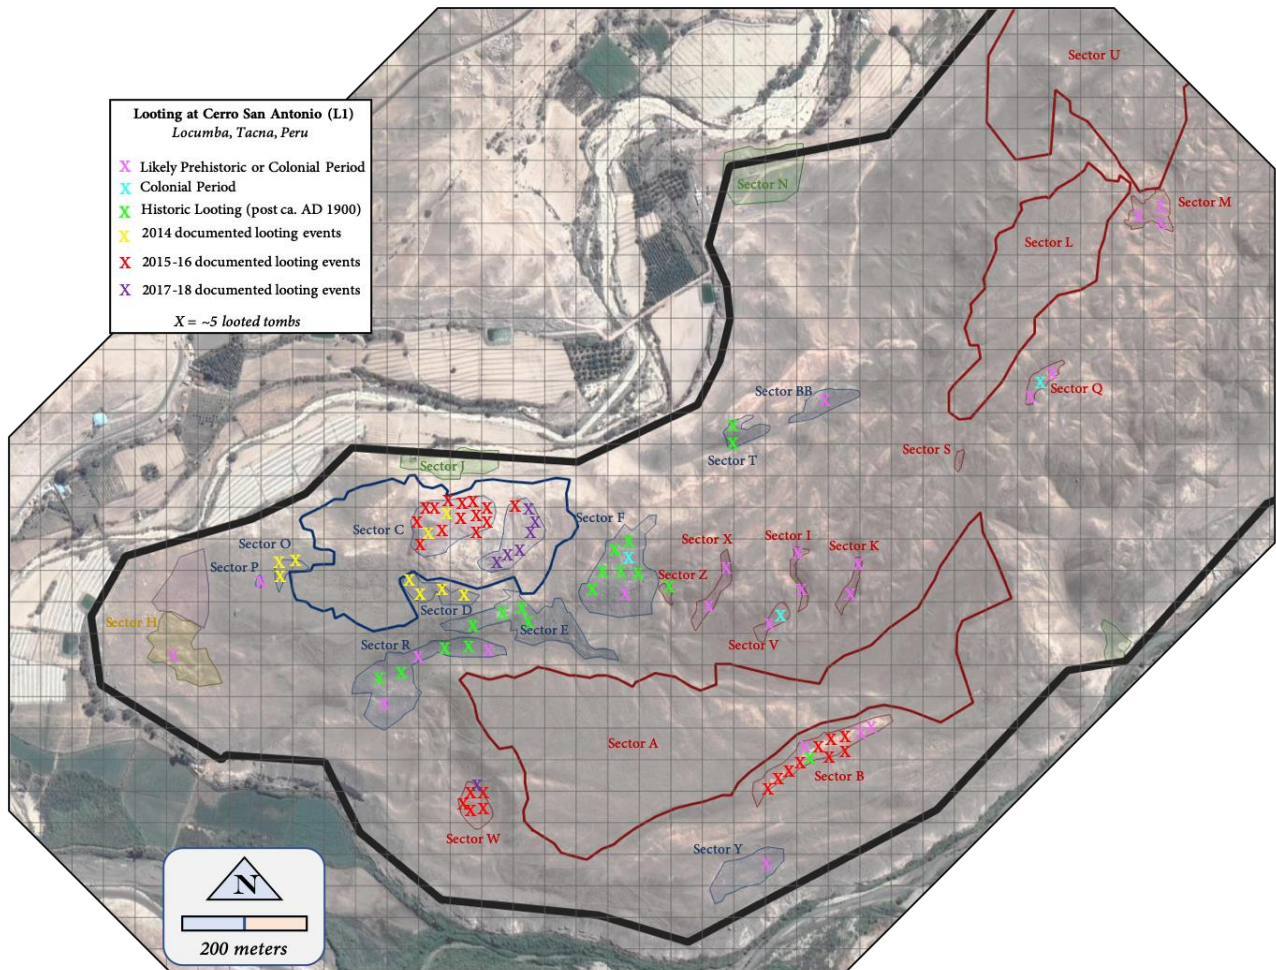 Looting at Cerro San Antonio (L1)
Locumba, Tacna, Peru
X Likely Prehistoric or Colonial Period
X Colonial Period
X Historic Looting (post ca. AD 1900)
X 2014 documented looting events
X 2015-16 documented looting events
X 2017-18 documented looting events
X = ~5 looted tombs
Sector U
Sector N
Sector M
Sector L
Sector BB
Sector Q
Sector T
Sector S
Sector J
Sector C
Sector F
Sector O
Sector P
Sector X
Sector I
Sector K
Sector Z
Sector D
Sector H
Sector E
Sector R
Sector V
Sector A
Sector B
Sector W
Sector Y
N
200 meters